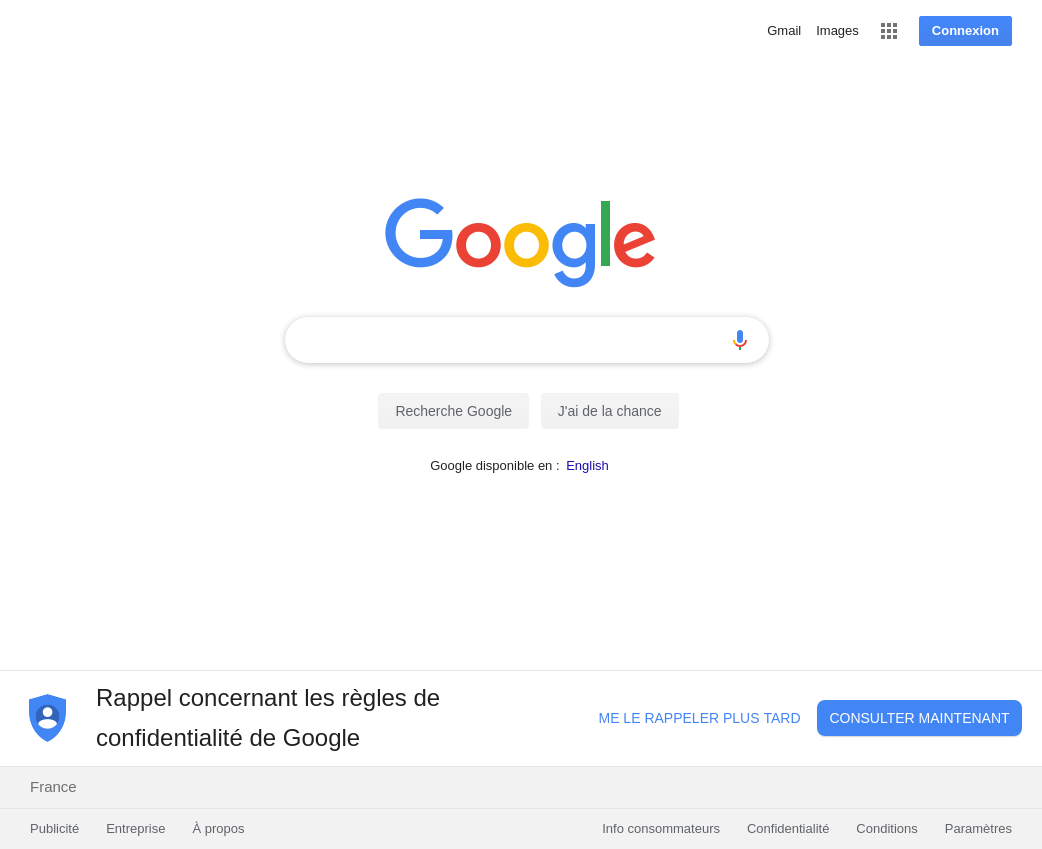 Gmail Images Connexion
Google
Recherche Google J'ai de la chance
Google disponible en : English
Rappel concernant les règles de
confidentialité de Google
ME LE RAPPELER PLUS TARD CONSULTER MAINTENANT
France
Publicité Entreprise À propos Info consommateurs Confidentialité Conditions Paramètres